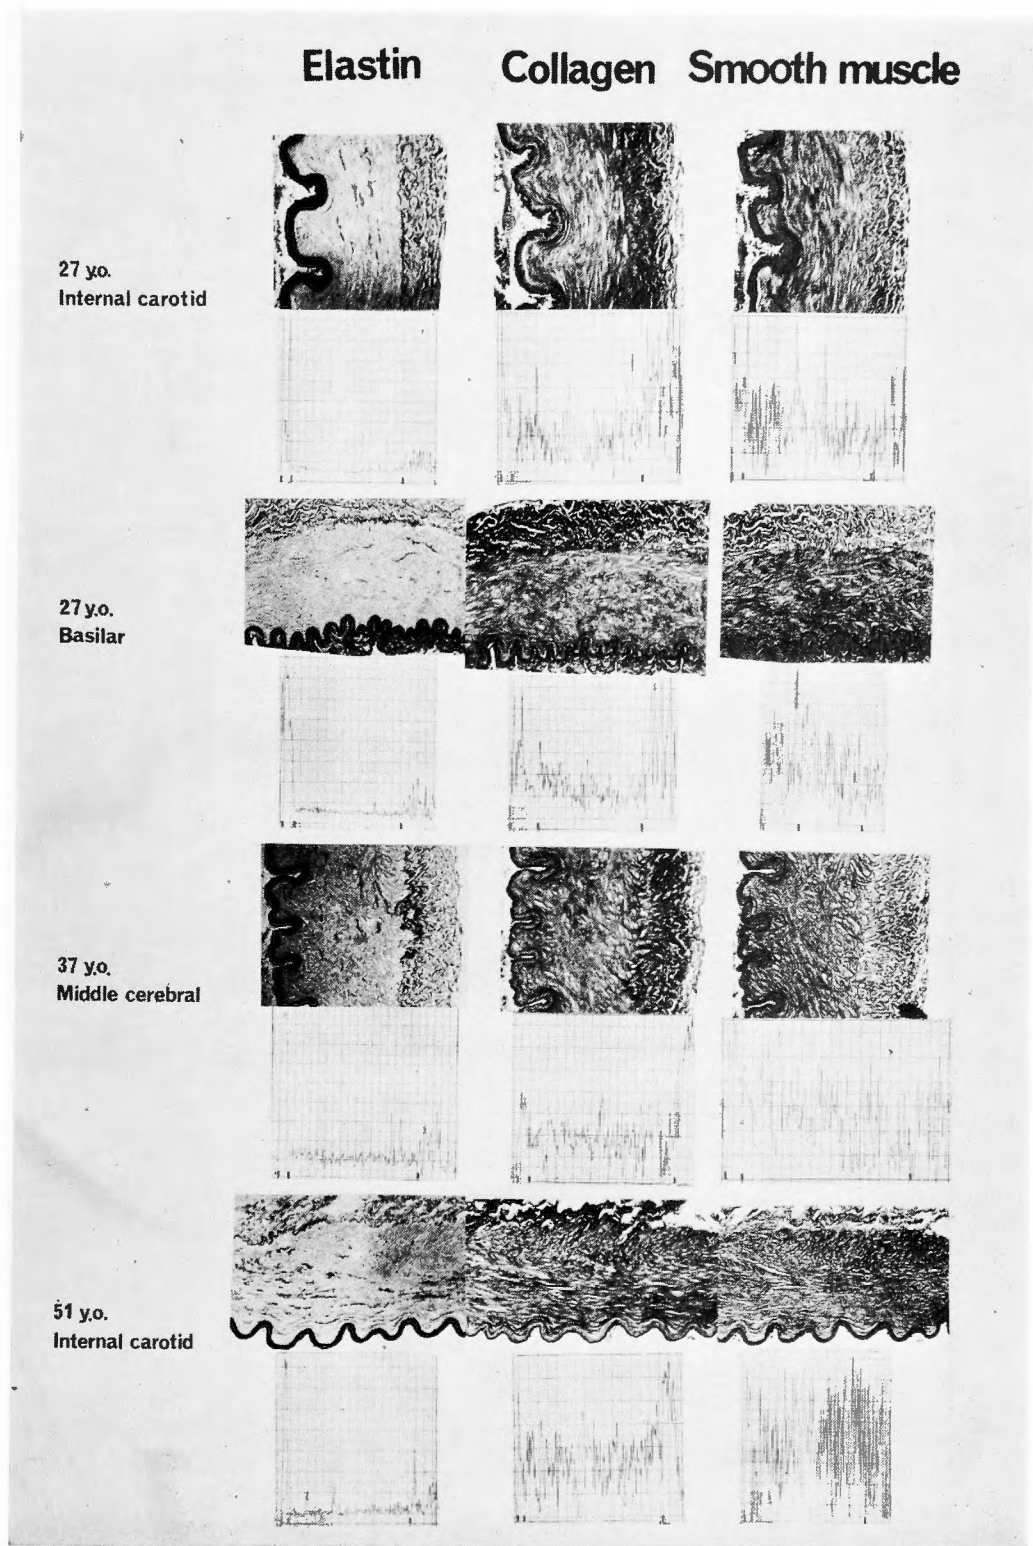 Elastin Collagen Smooth muscle
27 y.o.
Internal carotid
27 y.o.
Basilar
37 y.o.
Middle cerebral
51 y.o.
Internal carotid